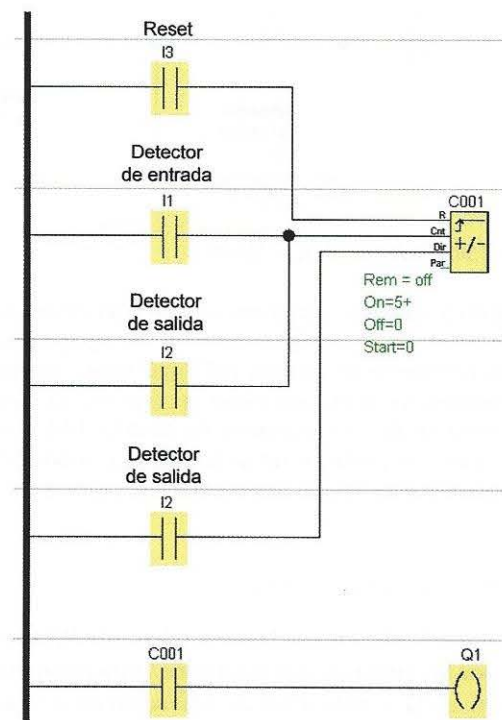 Reset
I3
Detector
de entrada
I1
C001
R
Cnt
Dir
Par
+/-
Rem = off
On=5+
Off=0
Start=0
Detector
de salida
I2
Detector
de salida
I2
C001
Q1